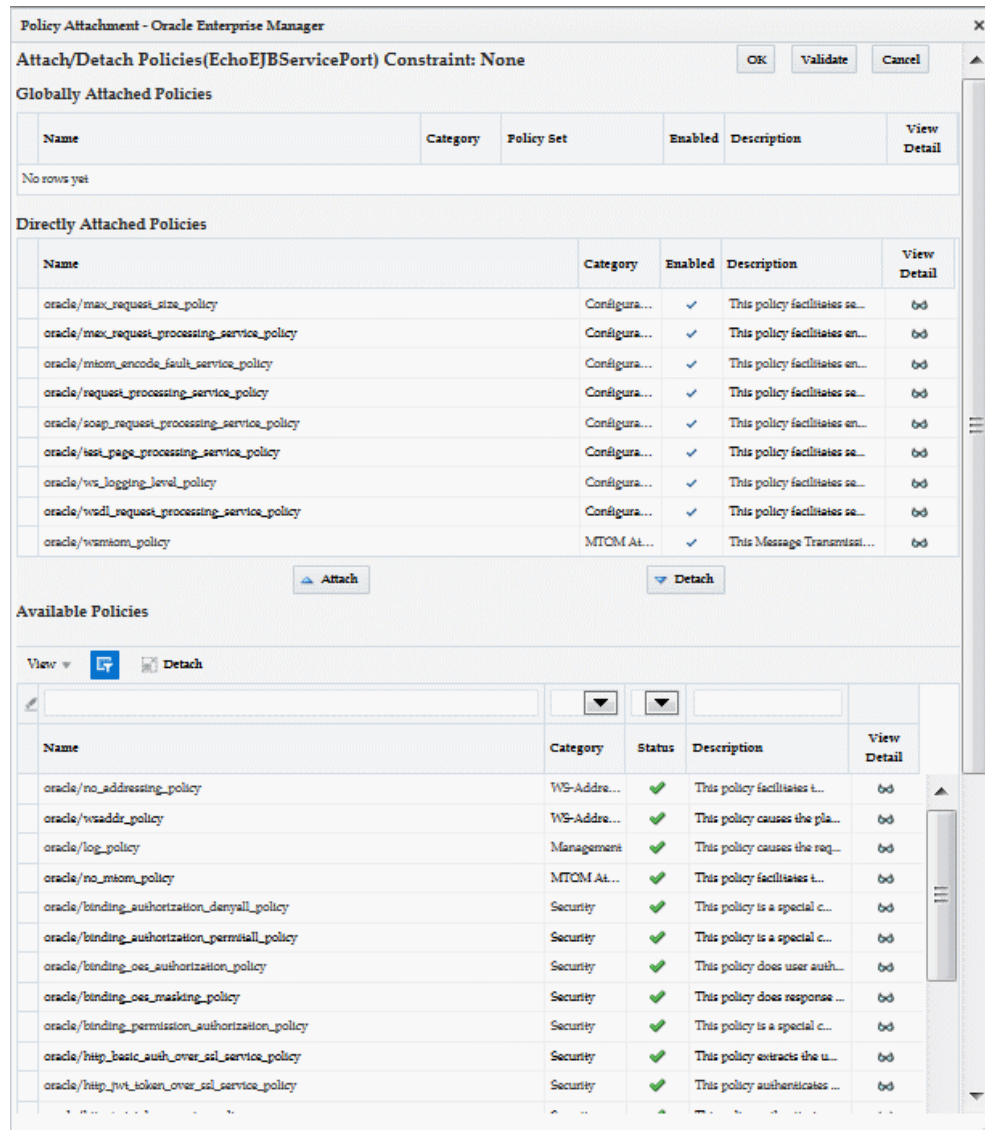 Policy Attachment - Oracle Enterprise Manager
Attach/Detach Policies(EchoEJBServicePort) Constraint: None OK Validate Cancel
Globally Attached Policies
Name Category Policy Set Enabled Description View Detail
No rows yet
Directly Attached Policies
Name Category Enabled Description View Detail
oracle/max_request_size_policy Configura... This policy facilitates se...
oracle/mex_request_processing_service_policy Configura... This policy facilitates en...
oracle/mtom_encode_fault_service_policy Configura... This policy facilitates en...
oracle/request_processing_service_policy Configura... This policy facilitates se...
oracle/soap_request_processing_service_policy Configura... This policy facilitates en...
oracle/test_page_processing_service_policy Configura... This policy facilitates se...
oracle/ws_logging_level_policy Configura... This policy facilitates se...
oracle/wsdl_request_processing_service_policy Configura... This policy facilitates se...
oracle/wsmtom_policy MTOM At... This Message Transmissi...
Attach Detach
Available Policies
View Detach
Name Category Status Description View Detail
oracle/no_addressing_policy WS-Addre... This policy facilitates t...
oracle/wsaddr_policy WS-Addre... This policy causes the pla...
oracle/log_policy Management This policy causes the req...
oracle/no_mtom_policy MTOM At... This policy facilitates t...
oracle/binding_authorization_denyall_policy Security This policy is a special c...
oracle/binding_authorization_permitall_policy Security This policy is a special c...
oracle/binding_oes_authorization_policy Security This policy does user auth...
oracle/binding_oes_masking_policy Security This policy does response ...
oracle/binding_permission_authorization_policy Security This policy is a special c...
oracle/http_basic_auth_over_ssl_service_policy Security This policy extracts the u...
oracle/http_jwt_token_over_ssl_service_policy Security This policy authenticates ...